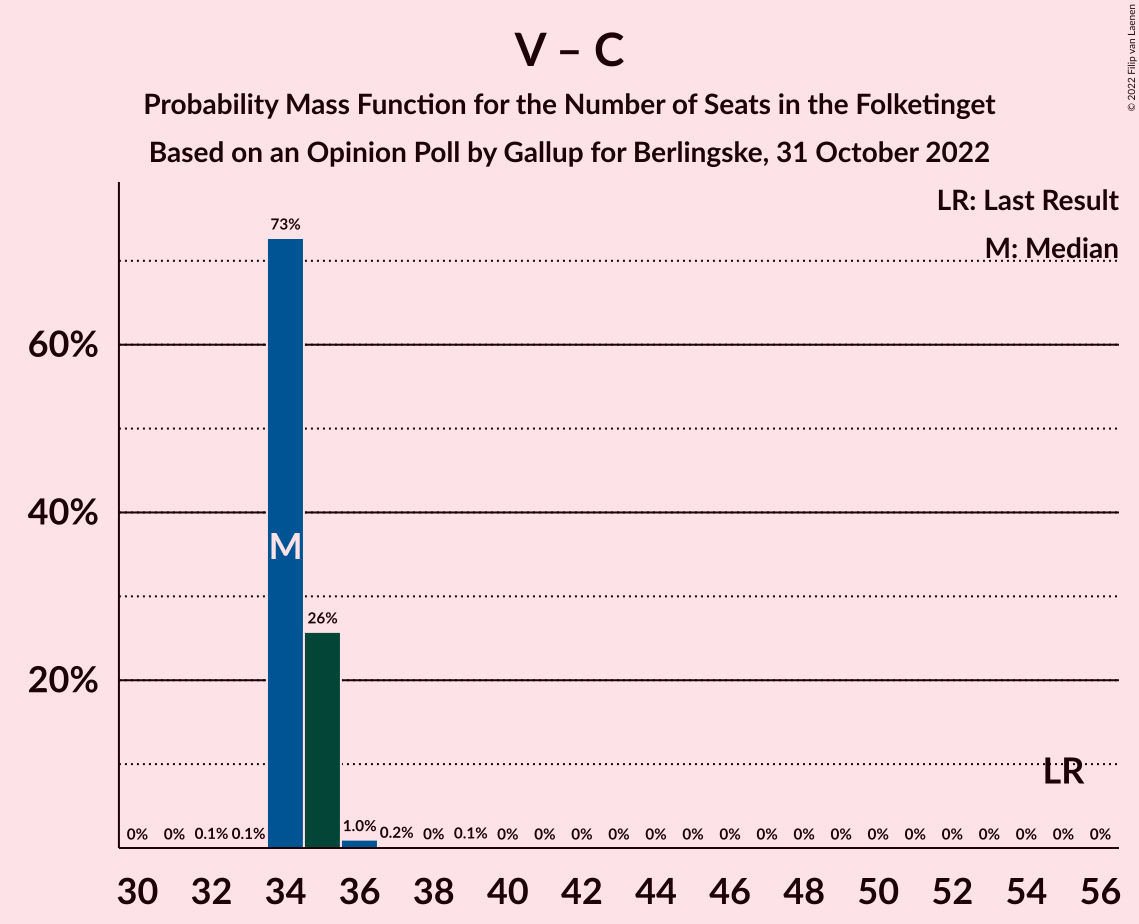 V – C
Probability Mass Function for the Number of Seats in the Folketinget
Based on an Opinion Poll by Gallup for Berlingske, 31 October 2022
© 2022 Filip van Laenen
LR: Last Result
M: Median
73%
60%
40%
M
26%
20%
LR
0% 0% 0.1% 0.1% 1.0% 0.2% 0% 0.1% 0% 0% 0% 0% 0% 0% 0% 0% 0% 0% 0% 0% 0% 0% 0% 0% 0%
30 32 34 36 38 40 42 44 46 48 50 52 54 56